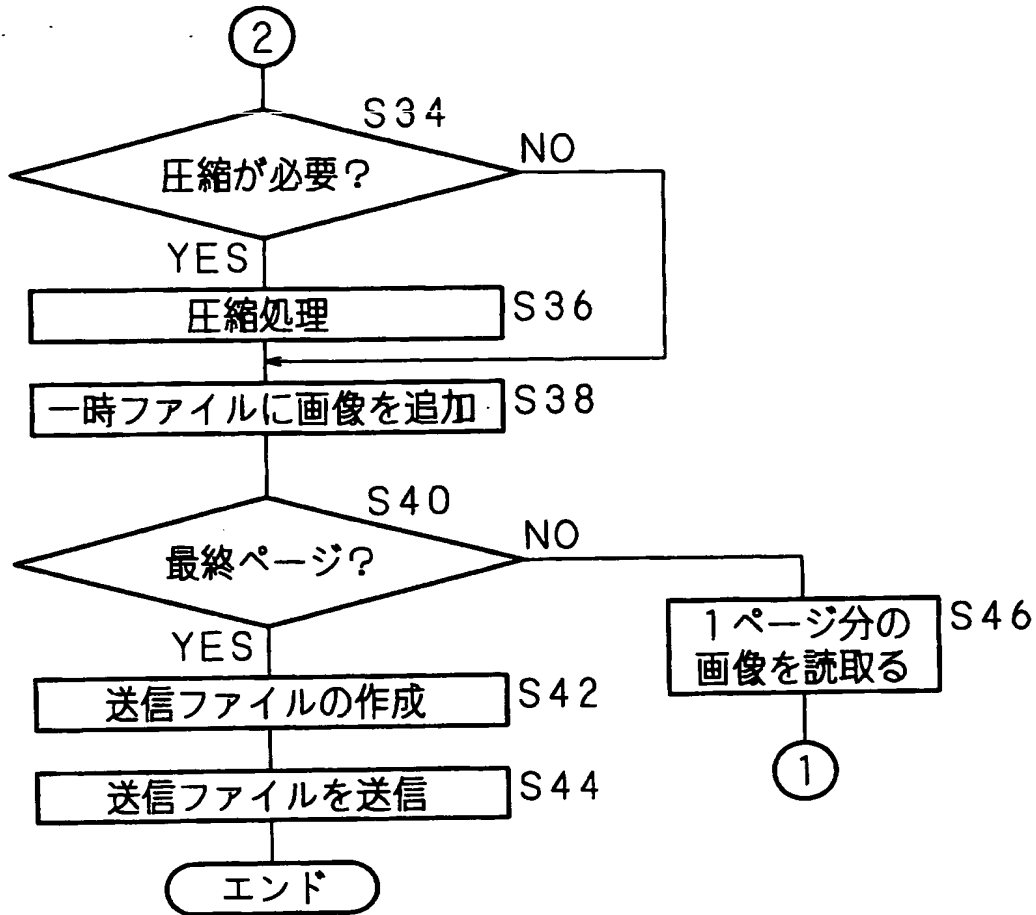 2
S34
圧縮が必要?
NO
YES
圧縮処理
S36
一時ファイルに画像を追加
S38
S40
最終ページ?
NO
YES
1ページ分の
画像を読取る
S46
送信ファイルの作成
S42
1
送信ファイルを送信
S44
エンド